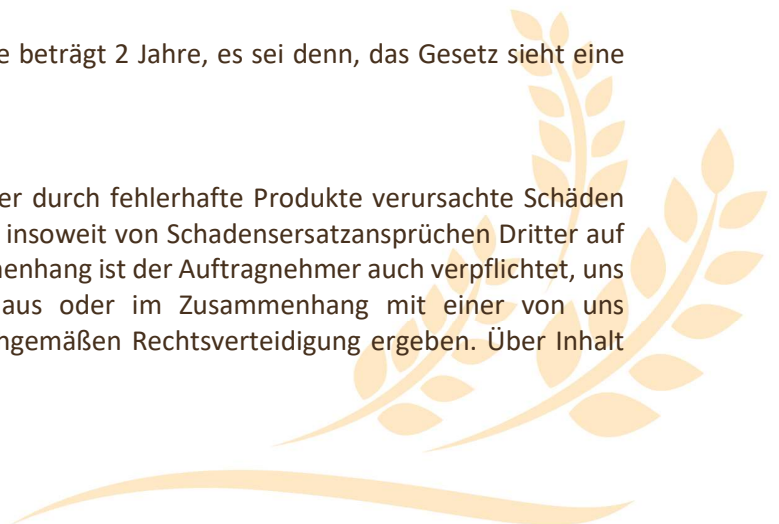 e beträgt 2 Jahre, es sei denn, das Gesetz sieht eine
er durch fehlerhafte Produkte verursachte Schäden
insoweit von Schadensersatzansprüchen Dritter auf
enhang ist der Auftragnehmer auch verpflichtet, uns
aus oder im Zusammenhang mit einer von uns
hgemäßen Rechtsverteidigung ergeben. Über Inhalt